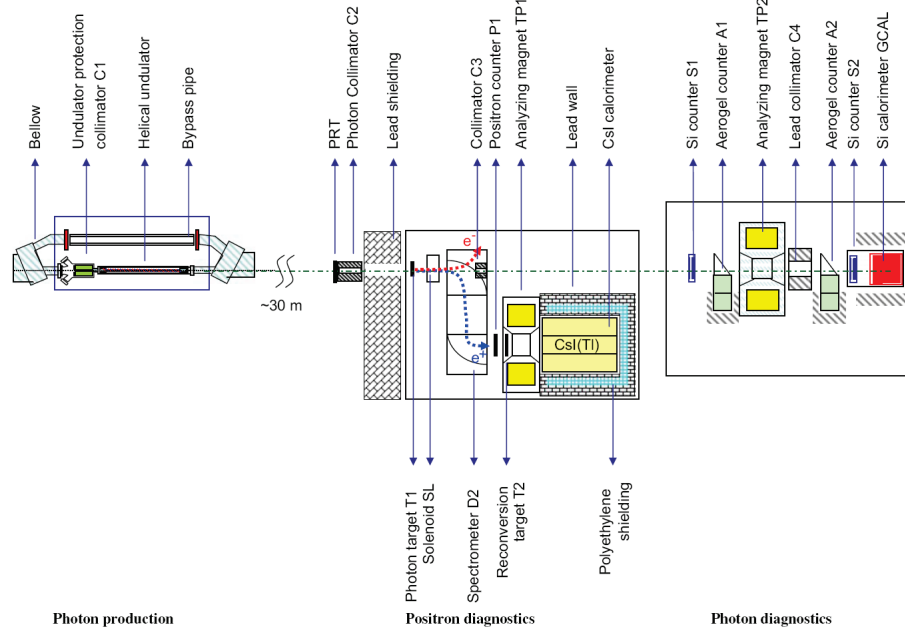 Bellow
Undulator protection
collimator C1
Helical undulator
Bypass pipe
PRT
Photon Collimator C2
Lead shielding
Collimator C3
Positron counter P1
Analyzing magnet TP1
Lead wall
CsI calorimeter
Si counter S1
Aerogel counter A1
Analyzing magnet TP2
Lead collimator C4
Aerogel counter A2
Si counter S2
Si calorimeter GCAL
~30 m
e-
e+
CsI(Tl)
Photon target T1
Solenoid SL
Spectrometer D2
Reconversion
target T2
Polyethylene
shielding
Photon production
Positron diagnostics
Photon diagnostics